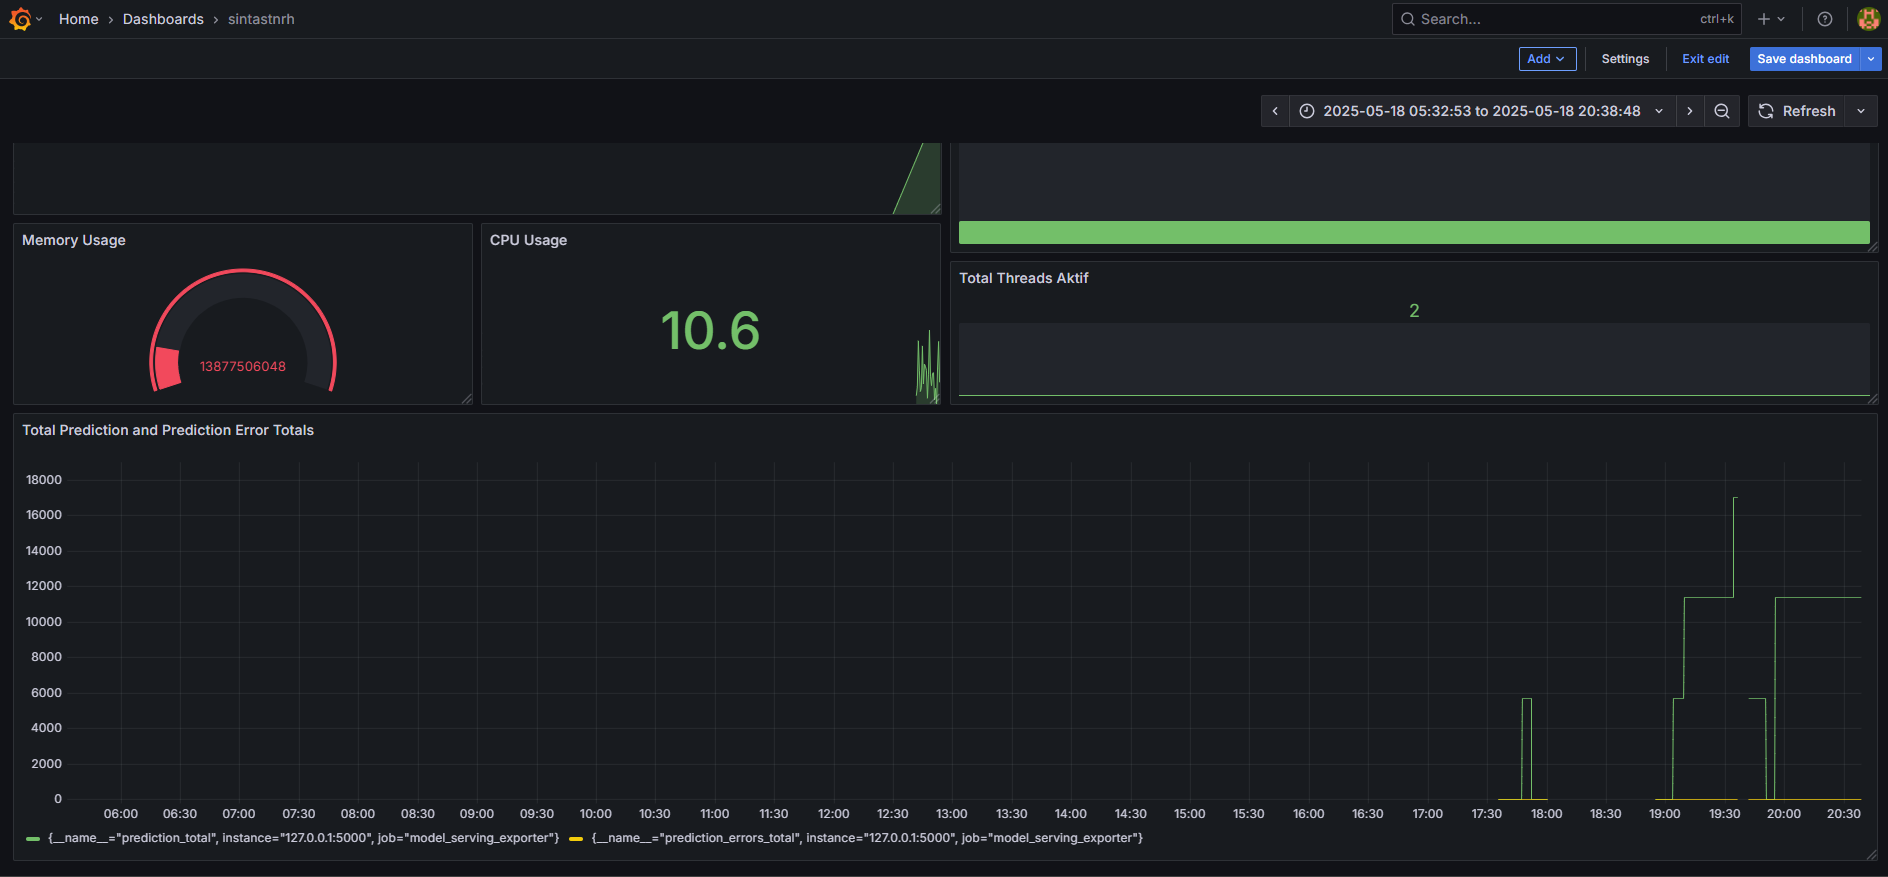 Home › Dashboards › sintastnrh
Search... ctrl+k
Add Settings Exit edit Save dashboard
2025-05-18 05:32:53 to 2025-05-18 20:38:48 Refresh
Memory Usage
13877506048
CPU Usage
10.6
Total Threads Aktif
2
Total Prediction and Prediction Error Totals
18000
16000
14000
12000
10000
8000
6000
4000
2000
0
06:00 06:30 07:00 07:30 08:00 08:30 09:00 09:30 10:00 10:30 11:00 11:30 12:00 12:30 13:00 13:30 14:00 14:30 15:00 15:30 16:00 16:30 17:00 17:30 18:00 18:30 19:00 19:30 20:00 20:30
{__name__="prediction_total", instance="127.0.0.1:5000", job="model_serving_exporter"} {__name__="prediction_errors_total", instance="127.0.0.1:5000", job="model_serving_exporter"}